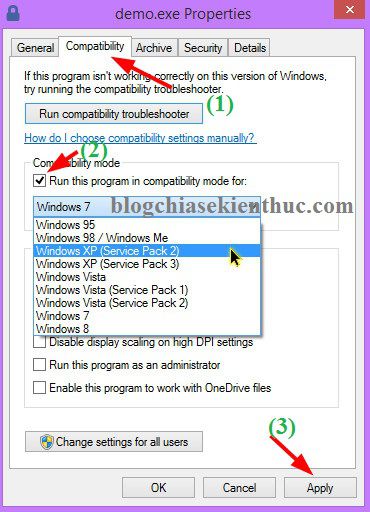 demo.exe Properties
General Compatibility Archive Security Details
If this program isn't working correctly on this version of Windows,
try running the compatibility troubleshooter.
(1)
Run compatibility troubleshooter
How do I choose compatibility settings manually?
(2)
Compatibility mode
Run this program in compatibility mode for:
Windows 7
blogchiasekienthuc.com
Windows 95
Windows 98 / Windows Me
Windows XP (Service Pack 2)
Windows XP (Service Pack 3)
Windows Vista
Windows Vista (Service Pack 1)
Windows Vista (Service Pack 2)
Windows 7
Windows 8
Disable display scaling on high DPI settings
Run this program as an administrator
Enable this program to work with OneDrive files
(3)
Change settings for all users
OK Cancel Apply